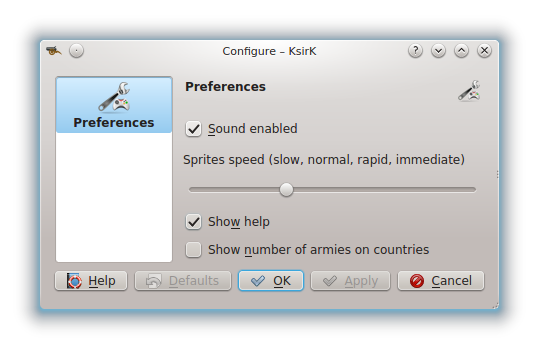 Configure – KsirK
Preferences
Preferences
Sound enabled
Sprites speed (slow, normal, rapid, immediate)
Show help
Show number of armies on countries
Help
Defaults
OK
Apply
Cancel